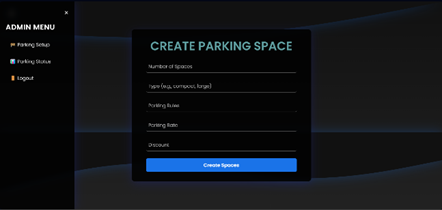 ×
ADMIN MENU
Parking Setup
Parking Status
Logout
CREATE PARKING SPACE
Number of Spaces
Type (e.g., compact, large)
Parking Rules
Parking Rate
Discount
Create Spaces